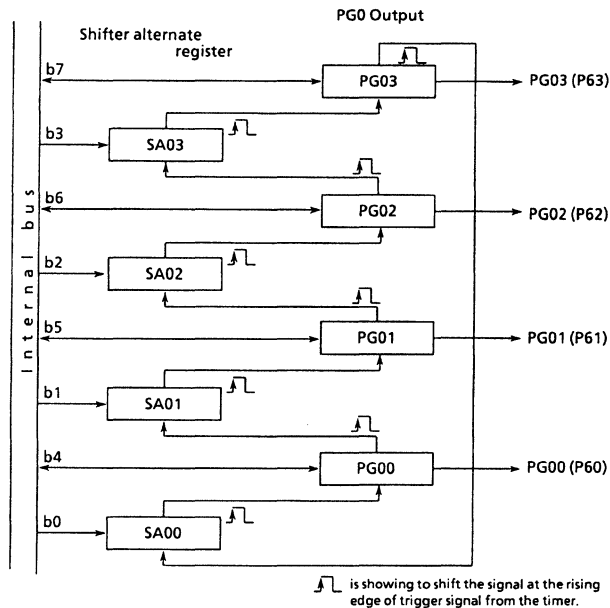 PG0 Output
Shifter alternate
register
b7
PG03
PG03 (P63)
b3
SA03
b6
PG02
PG02 (P62)
b2
SA02
Internal bus
b5
PG01
PG01 (P61)
b1
SA01
b4
PG00
PG00 (P60)
b0
SA00
is showing to shift the signal at the rising
edge of trigger signal from the timer.